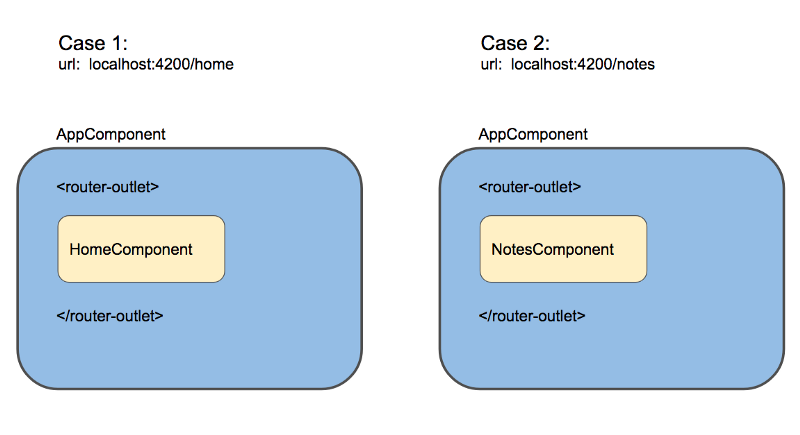 Case 1:
url:  localhost:4200/home
AppComponent
<router-outlet>
HomeComponent
</router-outlet>
Case 2:
url:  localhost:4200/notes
AppComponent
<router-outlet>
NotesComponent
</router-outlet>